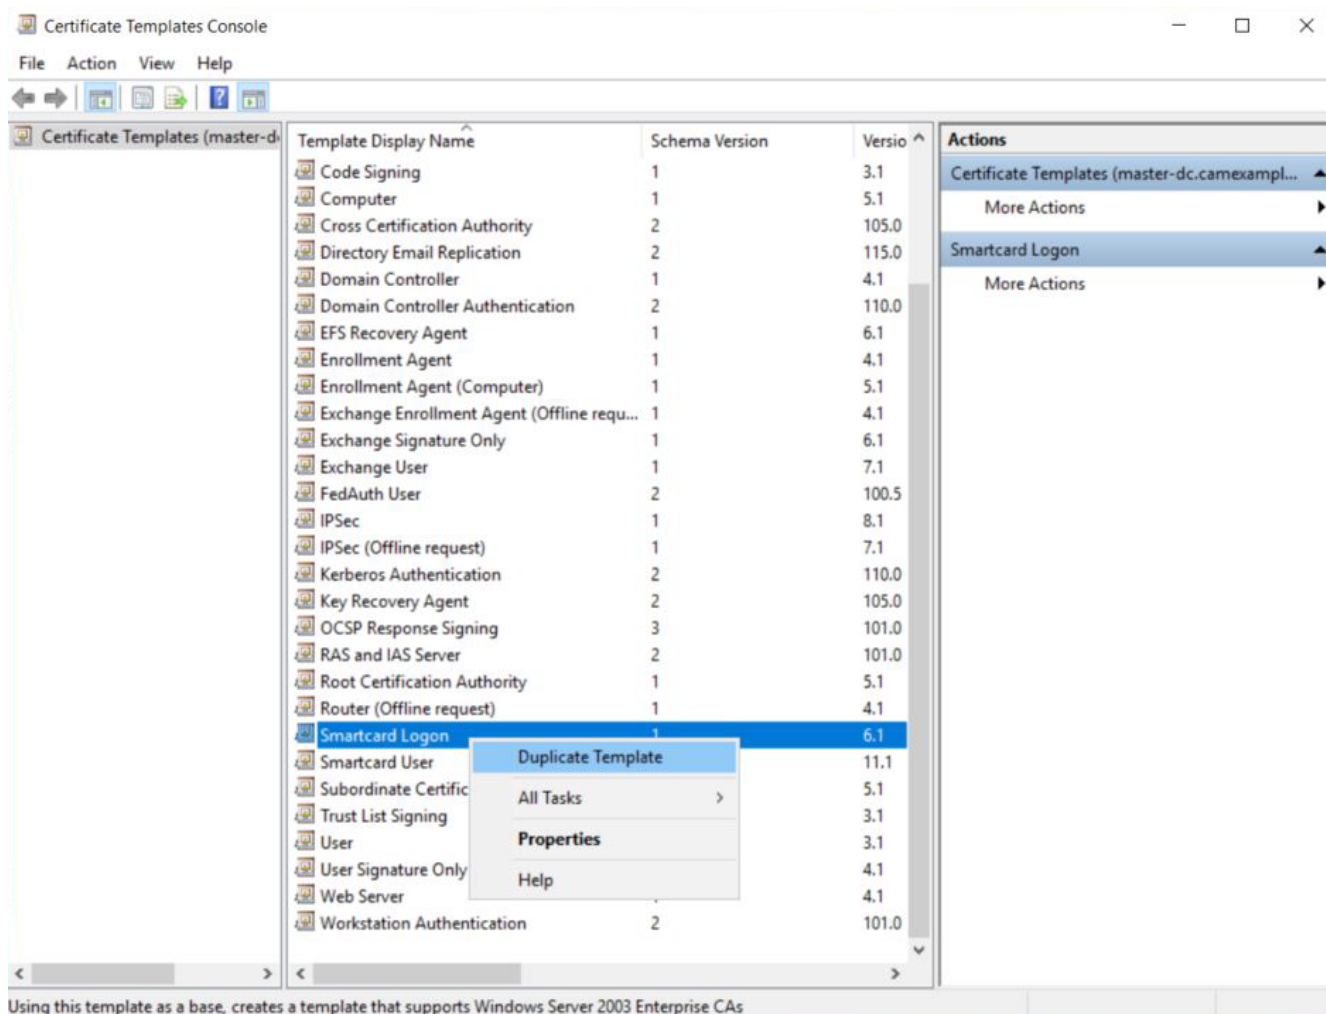 Certificate Templates Console
File Action View Help
Certificate Templates (master-d
Template Display Name Schema Version Versio
Code Signing 1 3.1
Computer 1 5.1
Cross Certification Authority 2 105.0
Directory Email Replication 2 115.0
Domain Controller 1 4.1
Domain Controller Authentication 2 110.0
EFS Recovery Agent 1 6.1
Enrollment Agent 1 4.1
Enrollment Agent (Computer) 1 5.1
Exchange Enrollment Agent (Offline requ... 1 4.1
Exchange Signature Only 1 6.1
Exchange User 1 7.1
FedAuth User 2 100.5
IPSec 1 8.1
IPSec (Offline request) 1 7.1
Kerberos Authentication 2 110.0
Key Recovery Agent 2 105.0
OCSP Response Signing 3 101.0
RAS and IAS Server 2 101.0
Root Certification Authority 1 5.1
Router (Offline request) 1 4.1
Smartcard Logon 1 6.1
Smartcard User 11.1
Subordinate Certific 5.1
Trust List Signing 3.1
User 3.1
User Signature Only 4.1
Web Server 4.1
Workstation Authentication 2 101.0
Duplicate Template
All Tasks
Properties
Help
Actions
Certificate Templates (master-dc.camexampl...
More Actions
Smartcard Logon
More Actions
Using this template as a base, creates a template that supports Windows Server 2003 Enterprise CAs